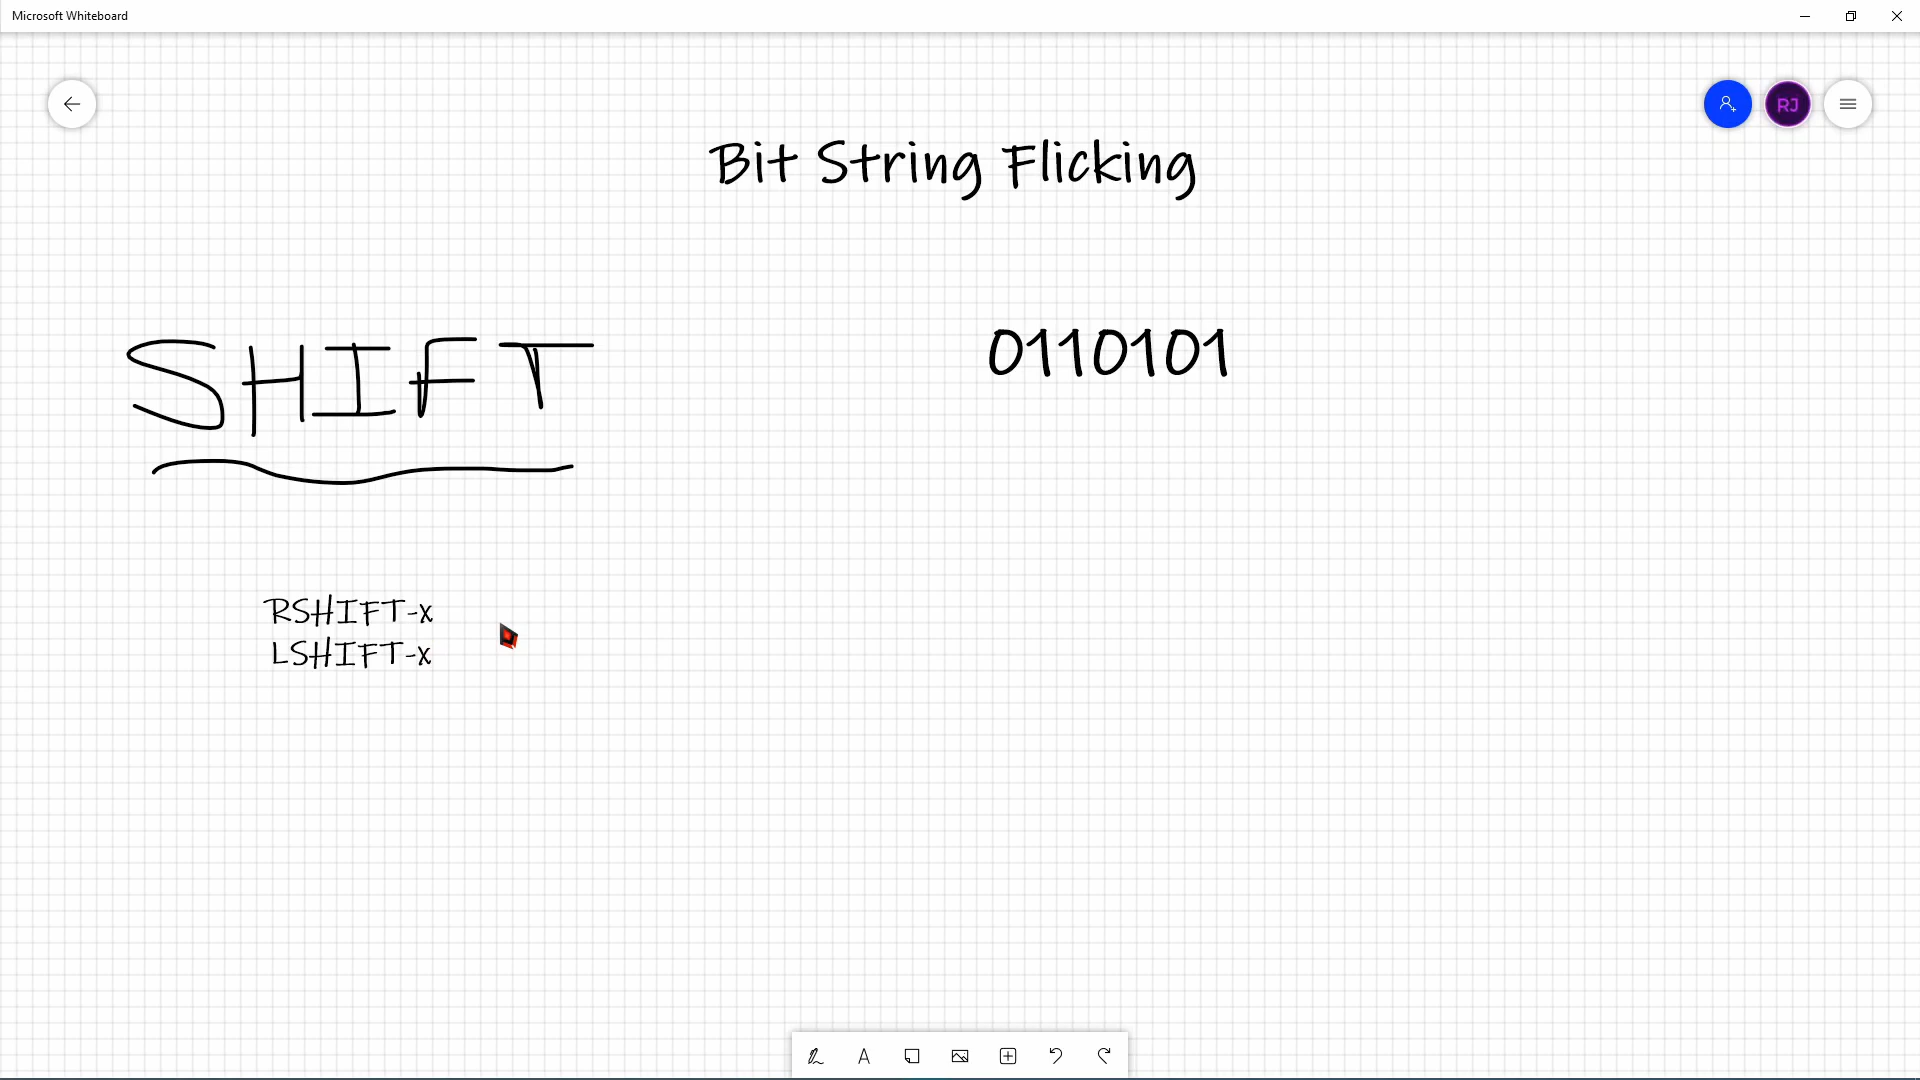 Microsoft Whiteboard
RJ
Bit String Flicking
SHIFT
0110101
RSHIFT-x
LSHIFT-x